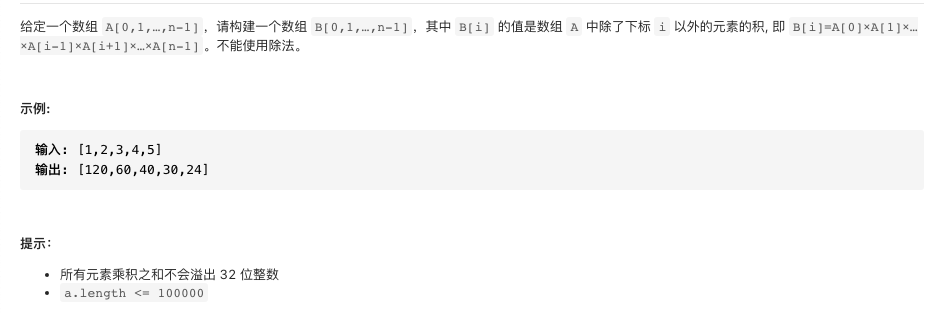 给定一个数组 A[0,1,…,n-1]，请构建一个数组 B[0,1,…,n-1]，其中 B[i] 的值是数组 A 中除了下标 i 以外的元素的积, 即 B[i]=A[0]×A[1]×…
×A[i-1]×A[i+1]×…×A[n-1]。不能使用除法。
示例:
输入: [1,2,3,4,5]
输出: [120,60,40,30,24]
提示：
• 所有元素乘积之和不会溢出 32 位整数
• a.length <= 100000